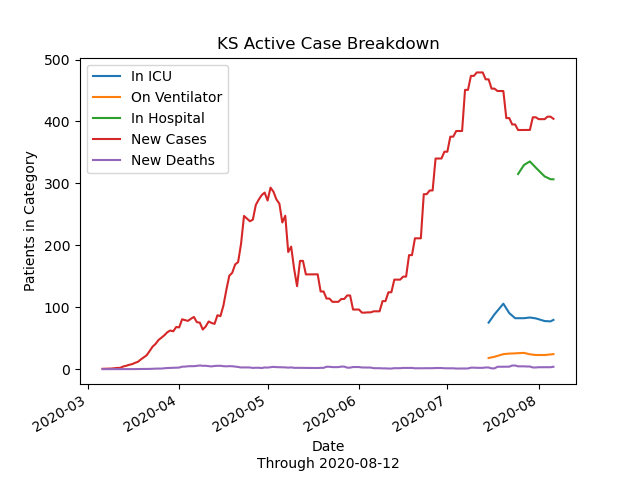 KS Active Case Breakdown
In ICU
On Ventilator
In Hospital
New Cases
New Deaths
Patients in Category
500
400
300
200
100
0
2020-03
2020-04
2020-05
2020-06
2020-07
2020-08
Date
Through 2020-08-12